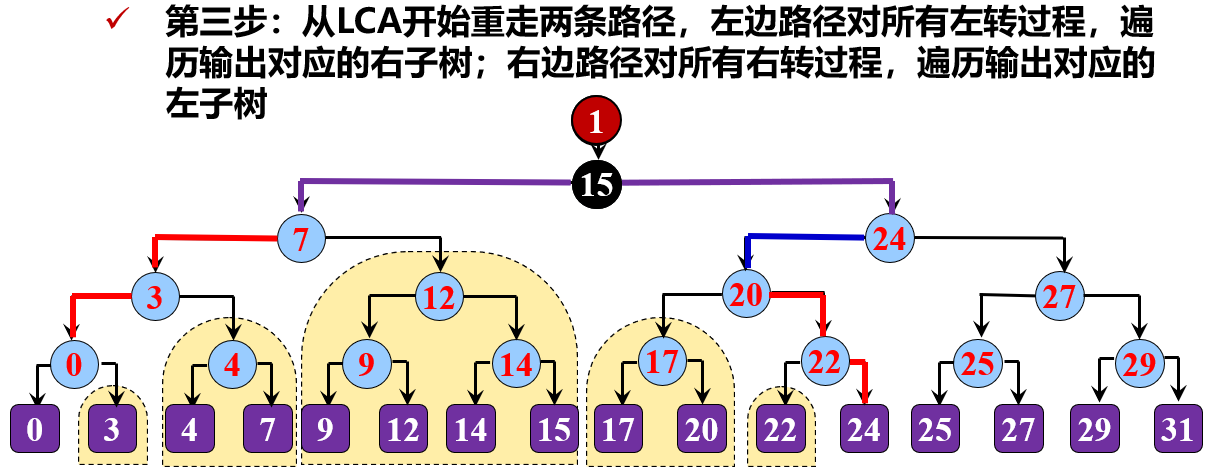 ✓ 第三步：从LCA开始重走两条路径，左边路径对所有左转过程，遍
历输出对应的右子树；右边路径对所有右转过程，遍历输出对应的
左子树
1
15
7 24
3 12 20 27
0 4 9 14 17 22 25 29
0 3 4 7 9 12 14 15 17 20 22 24 25 27 29 31